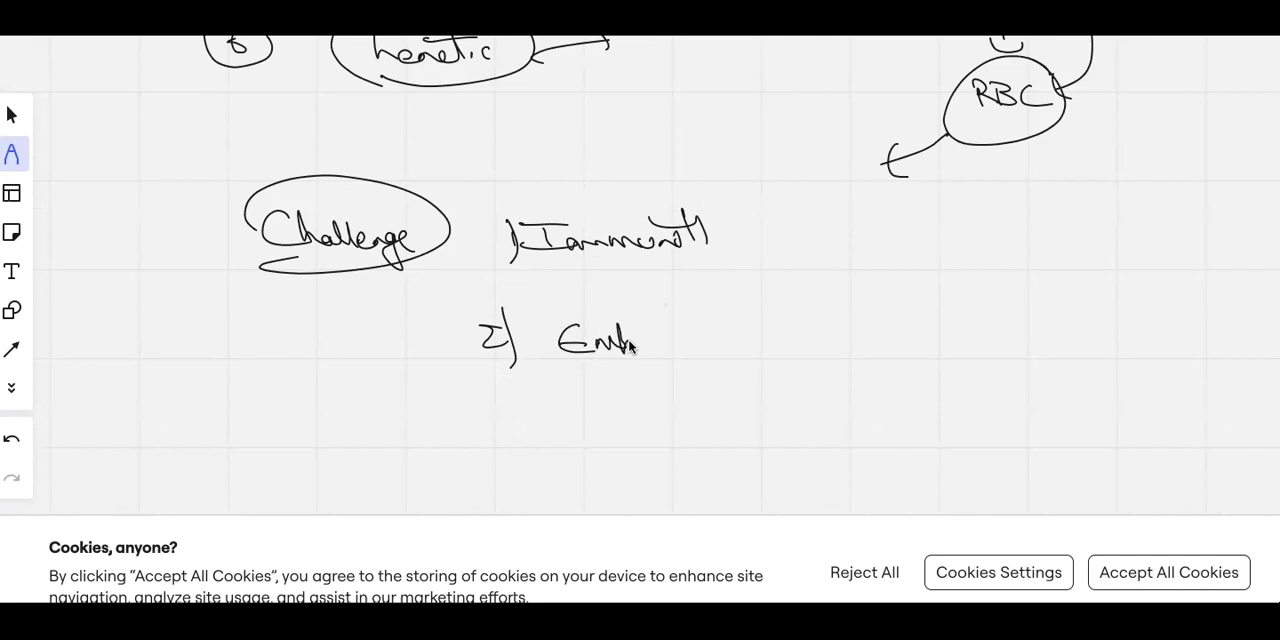 RBC
Challenge
2)
Cookies, anyone?
By clicking “Accept All Cookies”, you agree to the storing of cookies on your device to enhance site
navigation, analyze site usage, and assist in our marketing efforts.
Reject All
Cookies Settings
Accept All Cookies